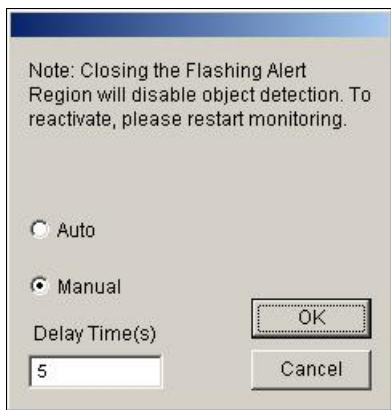 Note: Closing the Flashing Alert
Region will disable object detection. To
reactivate, please restart monitoring.
Auto
Manual
Delay Time(s)
5
OK
Cancel